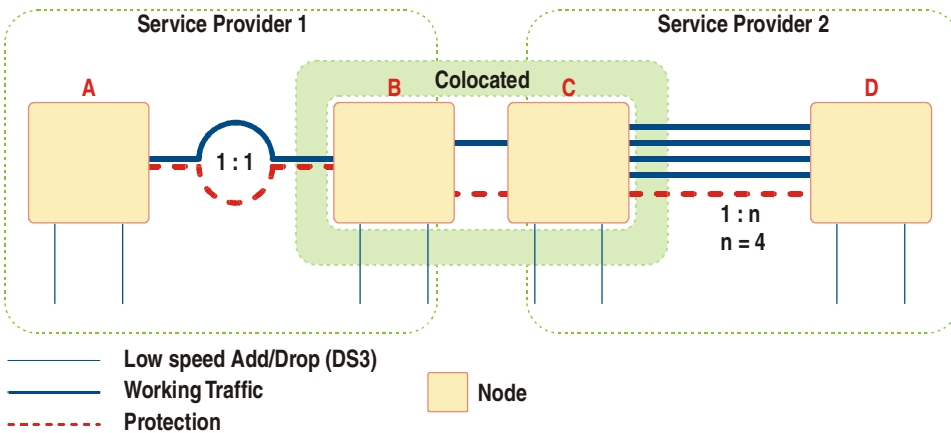 Service Provider 1
Service Provider 2
Colocated
A
B
C
D
1 : 1
1 : n
n = 4
Low speed Add/Drop (DS3)
Working Traffic
Node
Protection